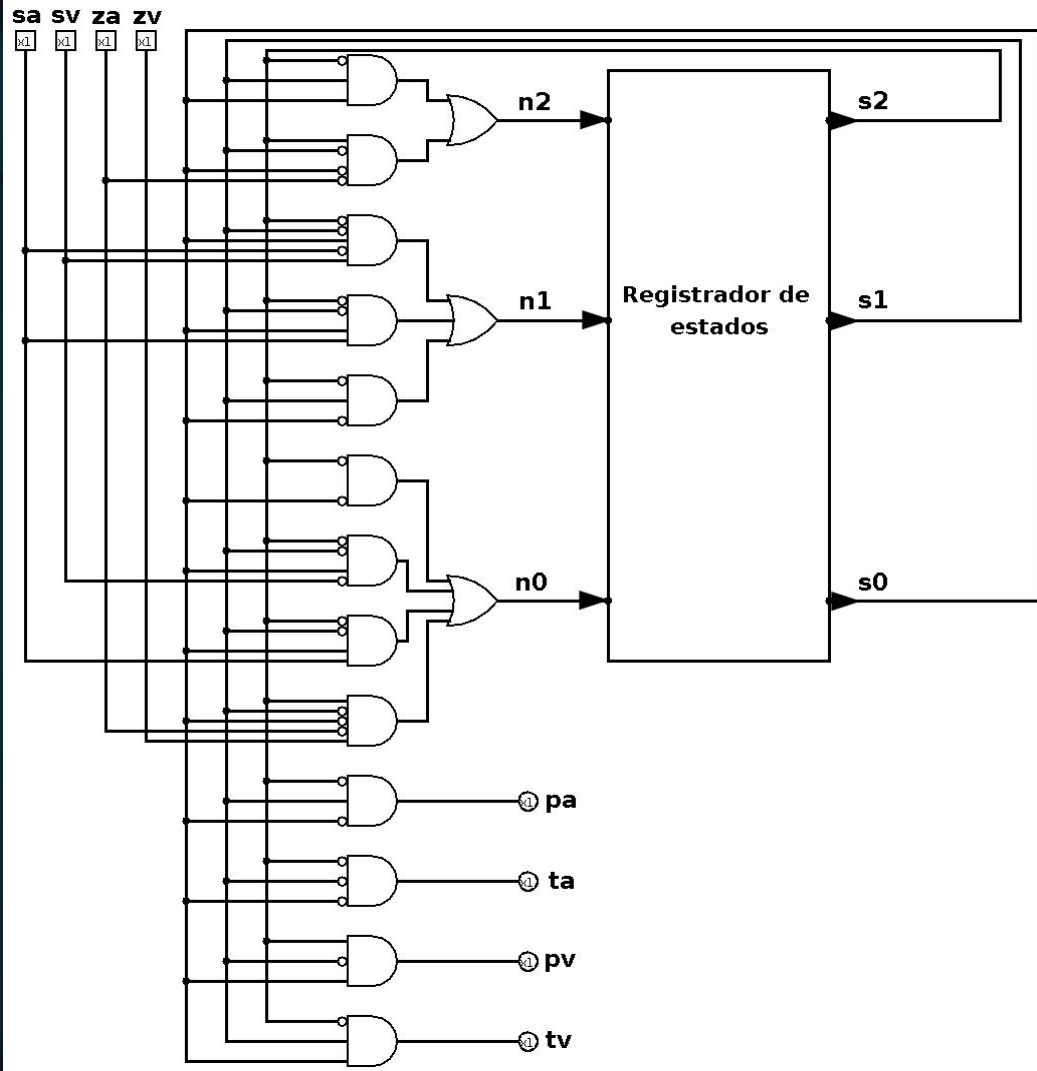 sa sv za zv
x1 x1 x1 x1
n2
s2
n1
Registrador de
estados
s1
n0
s0
x1 pa
x1 ta
x1 pv
x1 tv